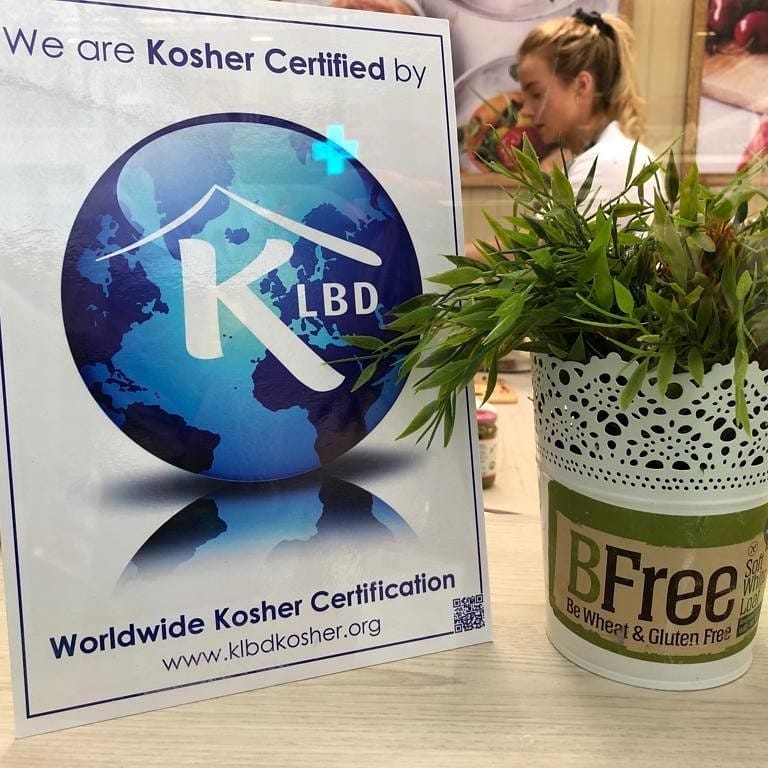 We are Kosher Certified by
K LBD
Worldwide Kosher Certification
www.klbdkosher.org
BFree
Be Wheat & Gluten Free
Soft
White
Loaf